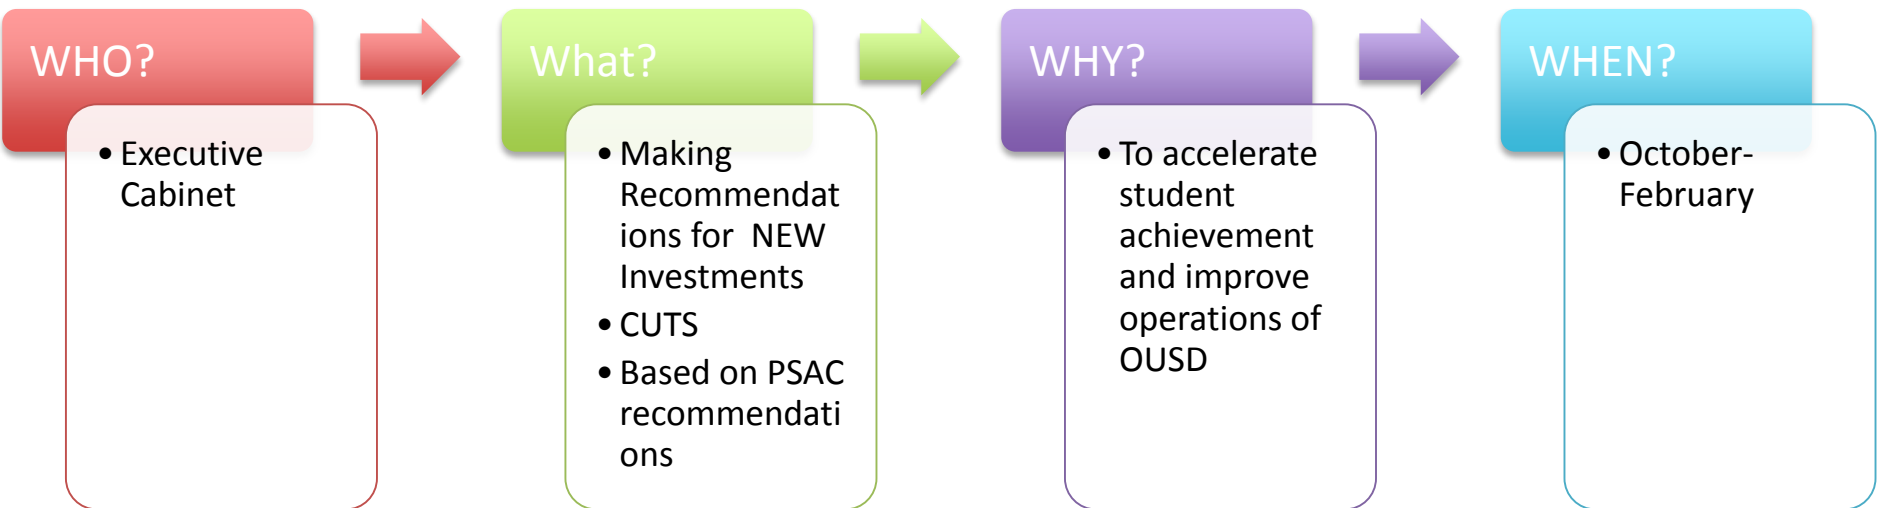 WHO?
• Executive
Cabinet
What?
• Making
Recommendat
ions for  NEW
Investments
• CUTS
• Based on PSAC
recommendati
ons
WHY?
• To accelerate
student
achievement
and improve
operations of
OUSD
WHEN?
• October-
February